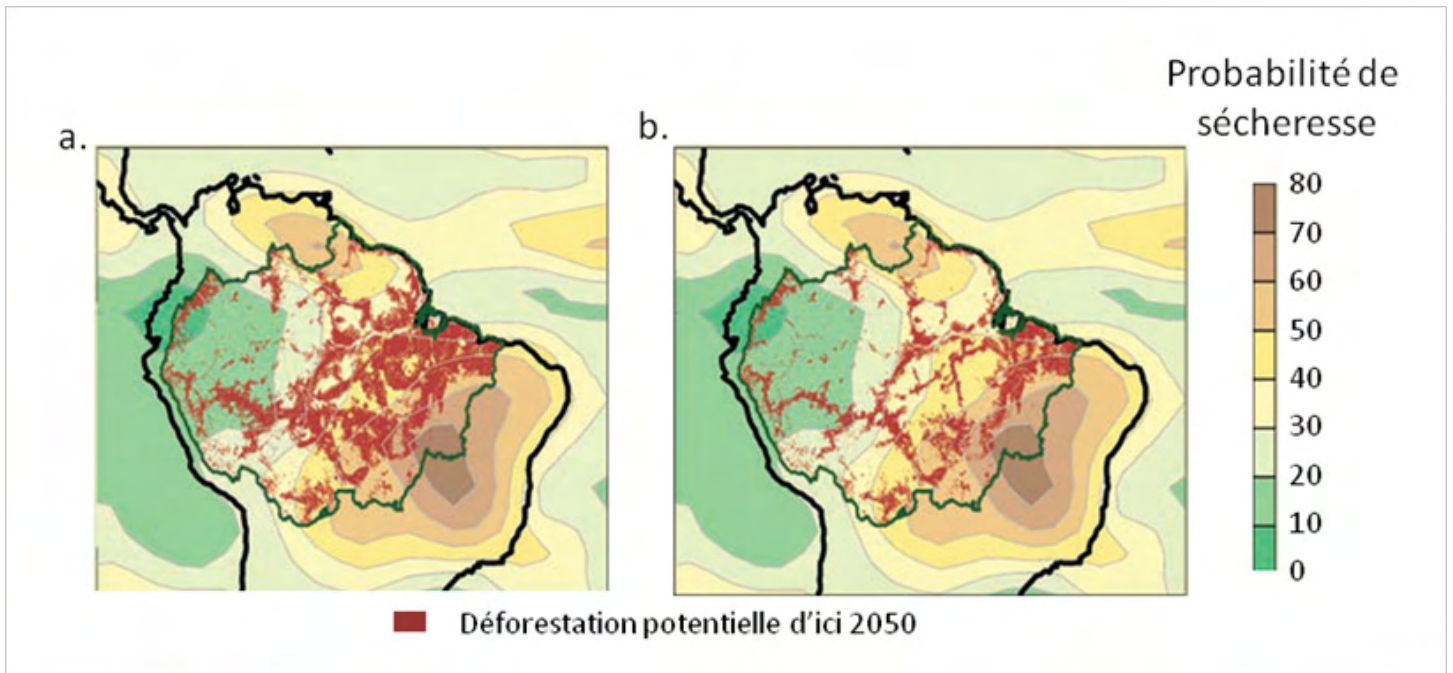 Probabilité de
sécheresse
a.
b.
80
70
60
50
40
30
20
10
0
Déforestation potentielle d'ici 2050